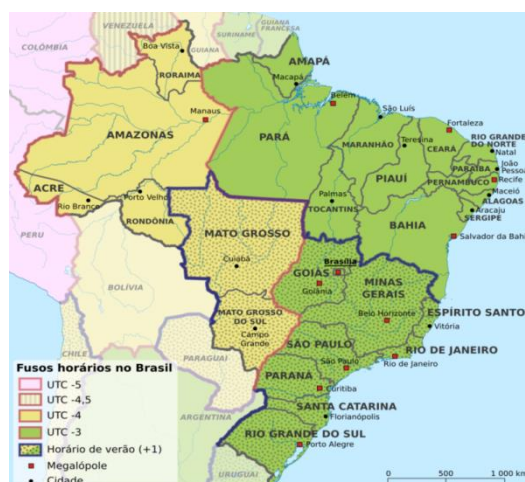 VENEZUELA
SURINAME
GUIANA FRANCESA
COLÔMBIA
GUIANA
Boa Vista
RORAIMA
AMAPÁ
Macapá
Manaus
Belém
São Luís
Fortaleza
AMAZONAS
PARÁ
MARANHÃO
Teresina
CEARÁ
RIO GRANDE DO NORTE
Natal
PARAÍBA
João Pessoa
PIAUÍ
PERNAMBUCO
Recife
ALAGOAS
Maceió
ACRE
Rio Branco
Porto Velho
RONDÔNIA
Palmas
TOCANTINS
SERGIPE
Aracaju
PERU
MATO GROSSO
Cuiabá
BAHIA
Salvador da Bahia
BOLÍVIA
GOIÁS
Brasília
Goiânia
MINAS GERAIS
Belo Horizonte
ESPÍRITO SANTO
Vitória
MATO GROSSO DO SUL
Campo Grande
SÃO PAULO
São Paulo
RIO DE JANEIRO
Rio de Janeiro
CHILE
PARAGUAI
PARANÁ
Curitiba
SANTA CATARINA
Florianópolis
ARGENTINA
RIO GRANDE DO SUL
Porto Alegre
URUGUAI
Fusos horários no Brasil
UTC -5
UTC -4,5
UTC -4
UTC -3
Horário de verão (+1)
Megalópole
Cidade
0
500
1 000 km